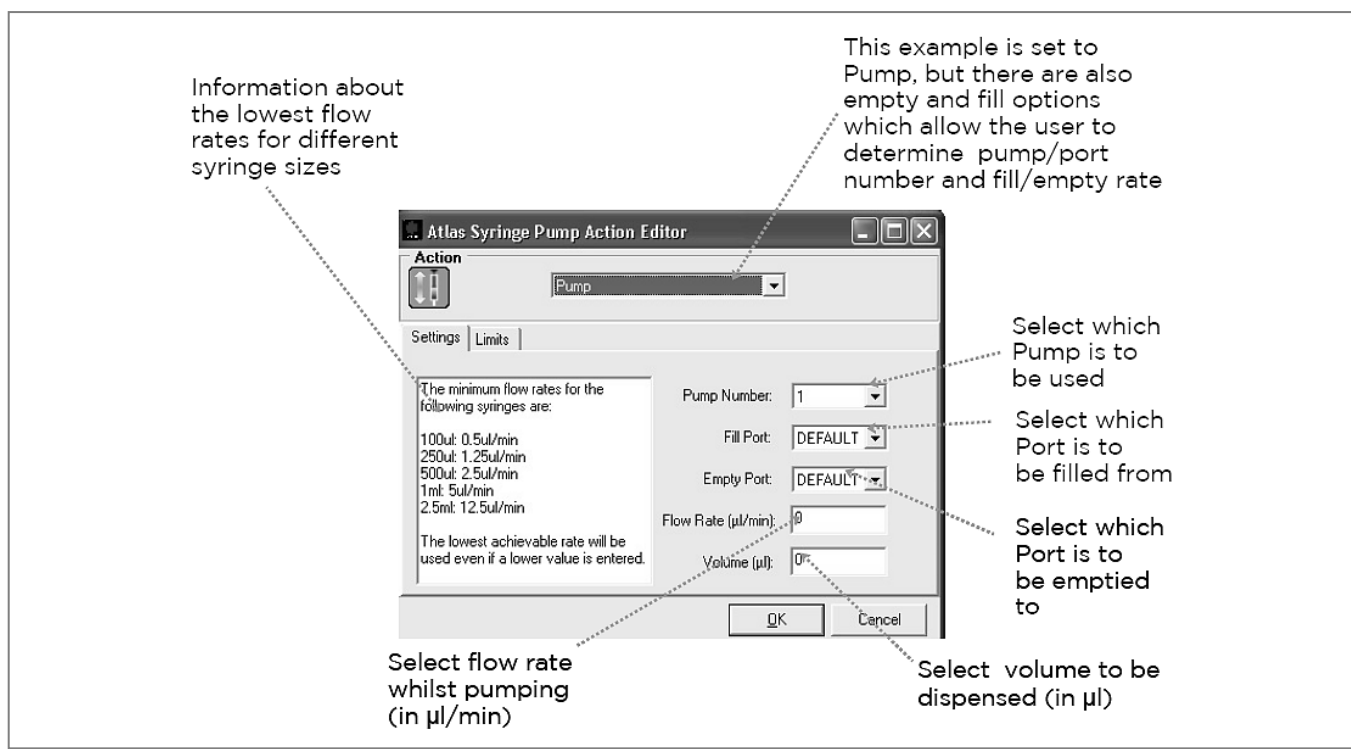 This example is set to
Pump, but there are also
empty and fill options
which allow the user to
determine pump/port
number and fill/empty rate
Information about
the lowest flow
rates for different
syringe sizes
Atlas Syringe Pump Action Editor
Action
Pump
Settings
Limits
The minimum flow rates for the
following syringes are:
100ul: 0.5ul/min
250ul: 1.25ul/min
500ul: 2.5ul/min
1ml: 5ul/min
2.5ml: 12.5ul/min
The lowest achievable rate will be
used even if a lower value is entered.
Pump Number: 1
Fill Port: DEFAULT
Empty Port: DEFAULT
Flow Rate (µl/min): 0
Volume (µl): 0
OK
Cancel
Select which
Pump is to
be used
Select which
Port is to
be filled from
Select which
Port is to
be emptied
to
Select flow rate
whilst pumping
(in µl/min)
Select volume to be
dispensed (in µl)